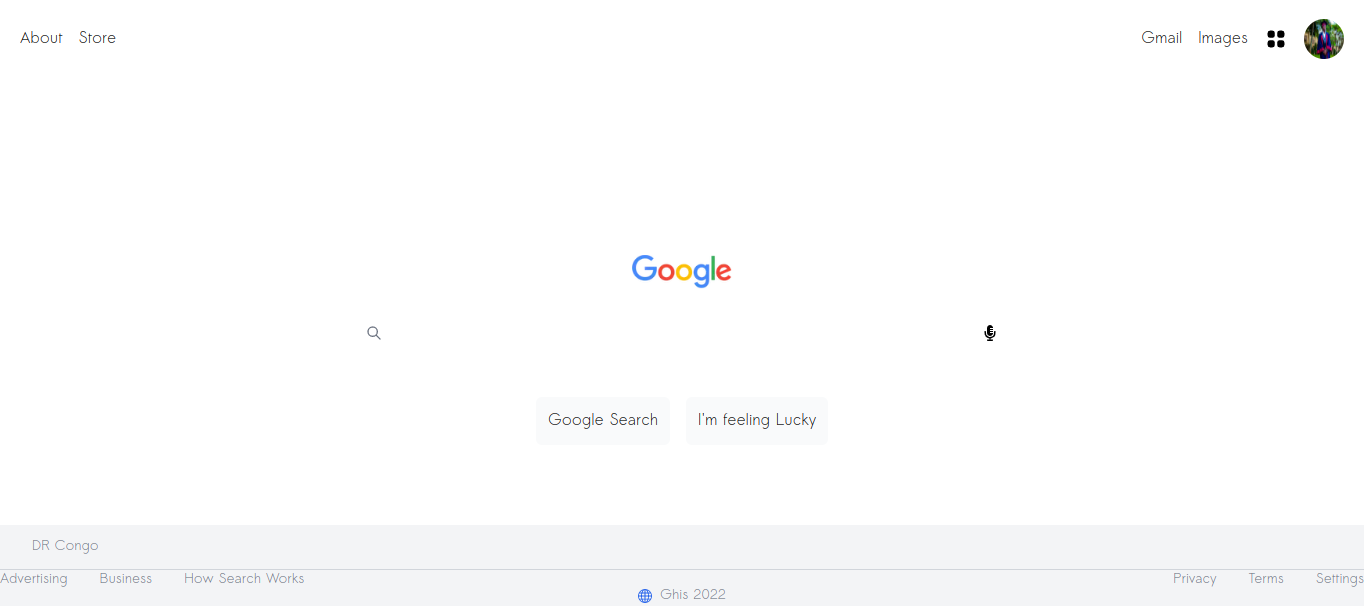 About Store Gmail Images
Google
Google Search I'm feeling Lucky
DR Congo
Advertising Business How Search Works Privacy Terms Settings
Ghis 2022